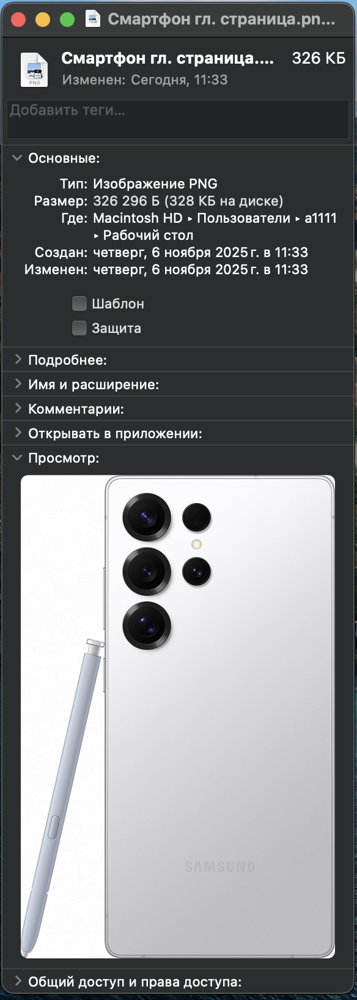 Смартфон гл. страница.pn...
Смартфон гл. страница.... 326 КБ
Изменен: Сегодня, 11:33
PNG
Добавить теги...
Основные:
Тип: Изображение PNG
Размер: 326 296 Б (328 КБ на диске)
Где: Macintosh HD ▸ Пользователи ▸ a1111
▸ Рабочий стол
Создан: четверг, 6 ноября 2025 г. в 11:33
Изменен: четверг, 6 ноября 2025 г. в 11:33
Шаблон
Защита
Подробнее:
Имя и расширение:
Комментарии:
Открывать в приложении:
Просмотр:
SAMSUNG
Общий доступ и права доступа: